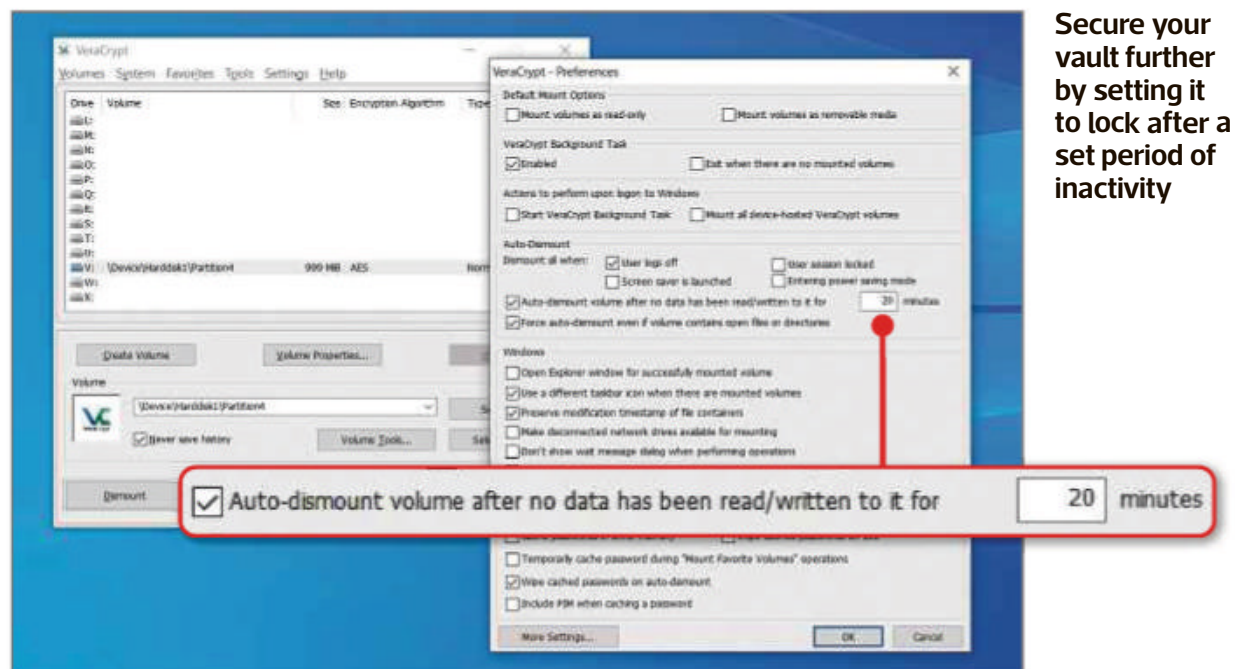 Secure your
vault further
by setting it
to lock after a
set period of
inactivity
VeraCrypt
Volumes System Favorites Tools Settings Help
Drive Volume Size Encryption Algorithm Type
L:
M:
N:
O:
P:
Q:
R:
S:
T:
U:
V: \Device\Harddisk1\Partition4 999 MB AES Norm
W:
X:
Create Volume Volume Properties...
Volume
\Device\Harddisk1\Partition4
Never save history Volume Tools...
Dismount
VeraCrypt - Preferences
Default Mount Options
Mount volumes as read-only Mount volumes as removable media
VeraCrypt Background Task
Enabled Exit when there are no mounted volumes
Actions to perform upon logon to Windows
Start VeraCrypt Background Task Mount all device-hosted VeraCrypt volumes
Auto-Dismount
Dismount all when: User logs off User session locked
Screen saver is launched Entering power saving mode
Auto-dismount volume after no data has been read/written to it for 20 minutes
Force auto-dismount even if volume contains open files or directories
Windows
Open Explorer window for successfully mounted volume
Use a different taskbar icon when there are mounted volumes
Preserve modification timestamp of file containers
Make disconnected network drives available for mounting
Don't show wait message dialog when performing operations
Auto-dismount volume after no data has been read/written to it for 20 minutes
Temporarily cache password during "Mount Favorite Volumes" operations
Wipe cached passwords on auto-dismount
Include PIM when caching a password
More Settings... OK Cancel